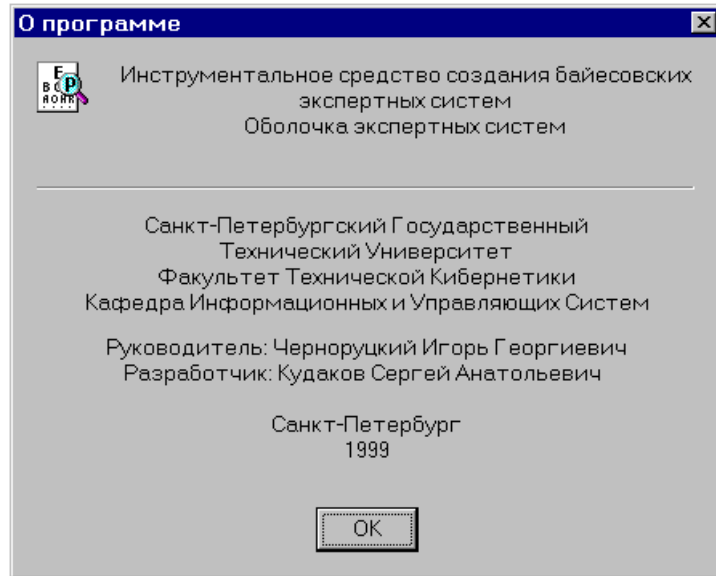 О программе
Инструментальное средство создания байесовских
экспертных систем
Оболочка экспертных систем
Санкт-Петербургский Государственный
Технический Университет
Факультет Технической Кибернетики
Кафедра Информационных и Управляющих Систем
Руководитель: Черноруцкий Игорь Георгиевич
Разработчик: Кудаков Сергей Анатольевич
Санкт-Петербург
1999
OK